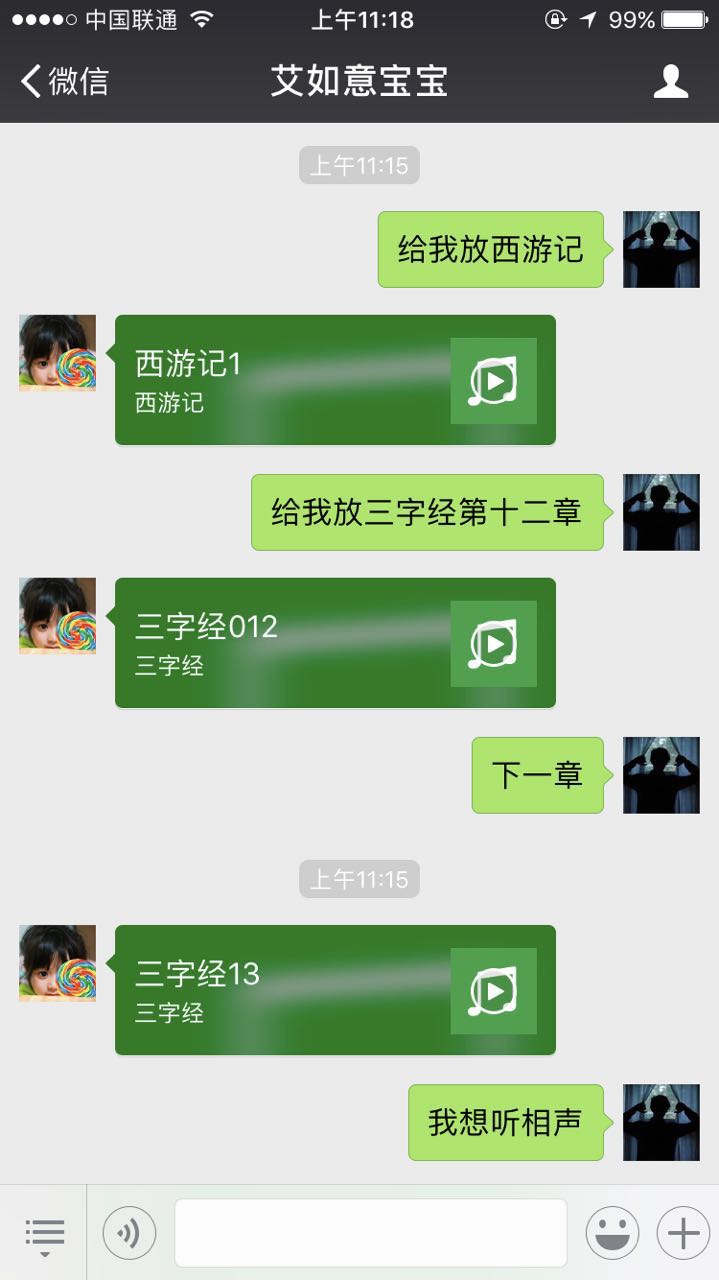 中国联通 上午11:18 99%
微信 艾如意宝宝
上午11:15
给我放西游记
西游记1
西游记
给我放三字经第十二章
三字经012
三字经
下一章
上午11:15
三字经13
三字经
我想听相声